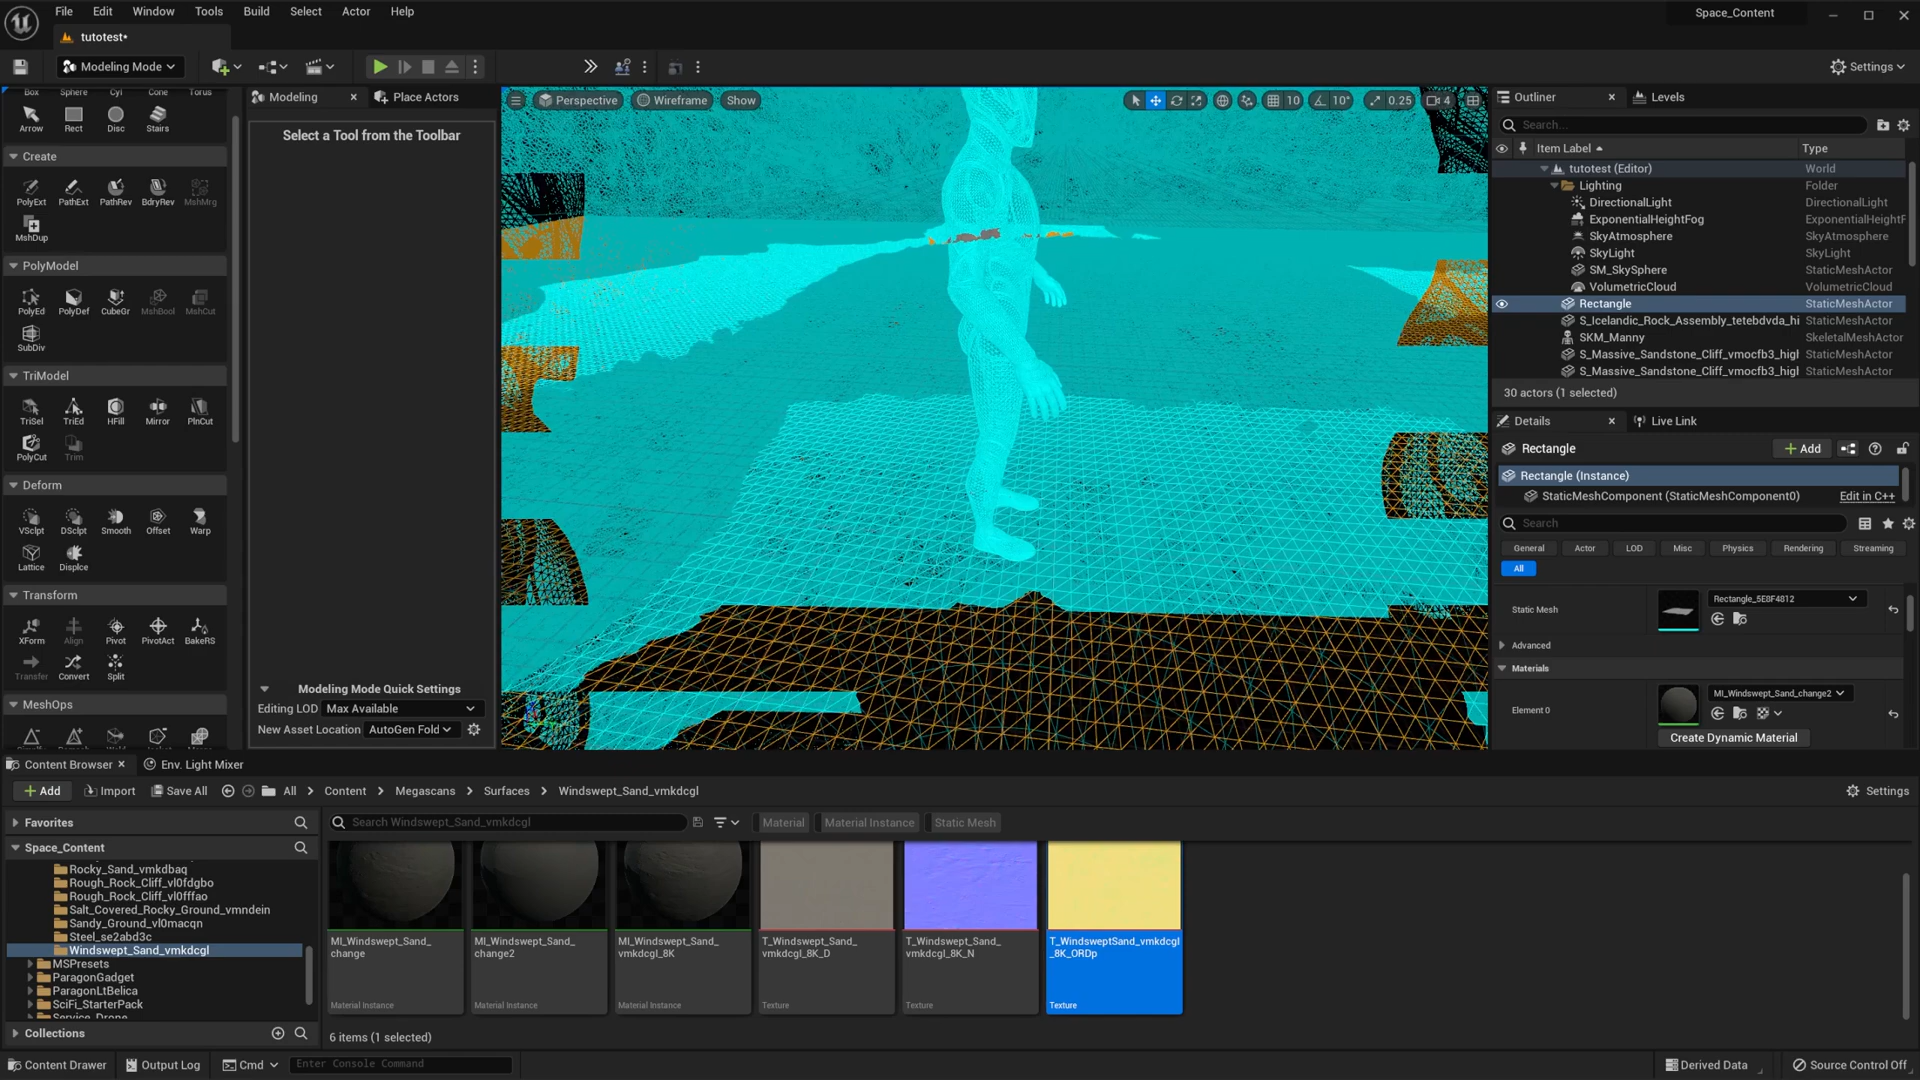 File Edit Window Tools Build Select Actor Help
Space_Content
tutotest*
Modeling Mode
Settings
Box Sphere Cyl Cone Torus
Arrow Rect Disc Stairs
Create
PolyExt PathExt PathRev BdryRev MshMrg
MshDup
PolyModel
PolyEd PolyDef CubeGr MshBool MshCut
SubDiv
TriModel
TriSel TriEd HFill Mirror PlnCut
PolyCut Trim
Deform
VSclpt DSclpt Smooth Offset Warp
Lattice Displce
Transform
XForm Align Pivot PivotAct BakeRS
Transfer Convert Split
MeshOps
Modeling
Place Actors
Select a Tool from the Toolbar
Modeling Mode Quick Settings
Editing LOD Max Available
New Asset Location AutoGen Fold
Perspective Wireframe Show
10 10° 0.25 4
Outliner Levels
Search...
Item Label Type
tutotest (Editor) World
Lighting Folder
DirectionalLight DirectionalLight
ExponentialHeightFog ExponentialHeightF
SkyAtmosphere SkyAtmosphere
SkyLight SkyLight
SM_SkySphere StaticMeshActor
VolumetricCloud VolumetricCloud
Rectangle StaticMeshActor
S_Icelandic_Rock_Assembly_tetebdvda_hi StaticMeshActor
SKM_Manny SkeletalMeshActor
S_Massive_Sandstone_Cliff_vmocfb3_high StaticMeshActor
S_Massive_Sandstone_Cliff_vmocfb3_high StaticMeshActor
30 actors (1 selected)
Details Live Link
Rectangle
Add
Rectangle (Instance)
StaticMeshComponent (StaticMeshComponent0) Edit in C++
Search
General Actor LOD Misc Physics Rendering Streaming
All
Static Mesh Rectangle_5E8F4812
Advanced
Materials
Element 0 MI_Windswept_Sand_change2
Create Dynamic Material
Content Browser Env. Light Mixer
Add Import Save All All Content Megascans Surfaces Windswept_Sand_vmkdcgl
Settings
Favorites
Search Windswept_Sand_vmkdcgl
Material Material Instance Static Mesh
Space_Content
Rocky_Sand_vmkdbaq
Rough_Rock_Cliff_vl0fdgbo
Rough_Rock_Cliff_vl0fffao
Salt_Covered_Rocky_Ground_vmndein
Sandy_Ground_vl0macqn
Steel_se2abd3c
Windswept_Sand_vmkdcgl
MSPresets
ParagonGadget
ParagonLtBelica
SciFi_StarterPack
Service_Drone
Collections
MI_Windswept_Sand_
change
Material Instance
MI_Windswept_Sand_
change2
Material Instance
MI_Windswept_Sand_
vmkdcgl_8K
Material Instance
T_Windswept_Sand_
vmkdcgl_8K_D
Texture
T_Windswept_Sand_
vmkdcgl_8K_N
Texture
T_WindsweptSand_vmkdcgl
_8K_ORDp
Texture
6 items (1 selected)
Content Drawer Output Log Cmd Enter Console Command
Derived Data Source Control Off